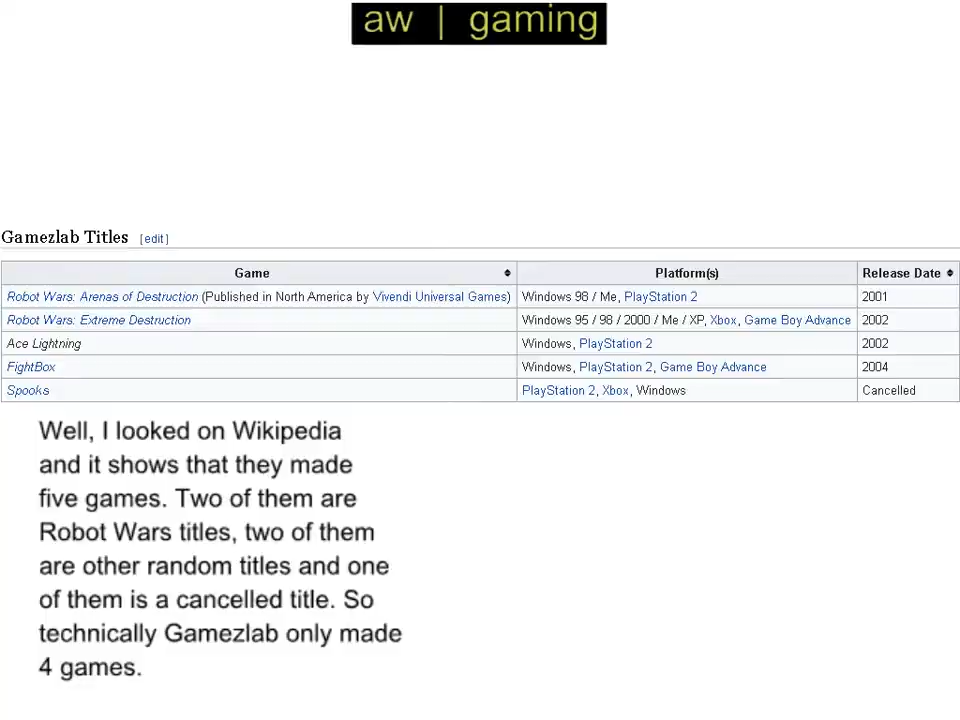 aw | gaming
Gamezlab Titles [edit]
Game Platform(s) Release Date
Robot Wars: Arenas of Destruction (Published in North America by Vivendi Universal Games) Windows 98 / Me, PlayStation 2 2001
Robot Wars: Extreme Destruction Windows 95 / 98 / 2000 / Me / XP, Xbox, Game Boy Advance 2002
Ace Lightning Windows, PlayStation 2 2002
FightBox Windows, PlayStation 2, Game Boy Advance 2004
Spooks PlayStation 2, Xbox, Windows Cancelled
Well, I looked on Wikipedia
and it shows that they made
five games. Two of them are
Robot Wars titles, two of them
are other random titles and one
of them is a cancelled title. So
technically Gamezlab only made
4 games.